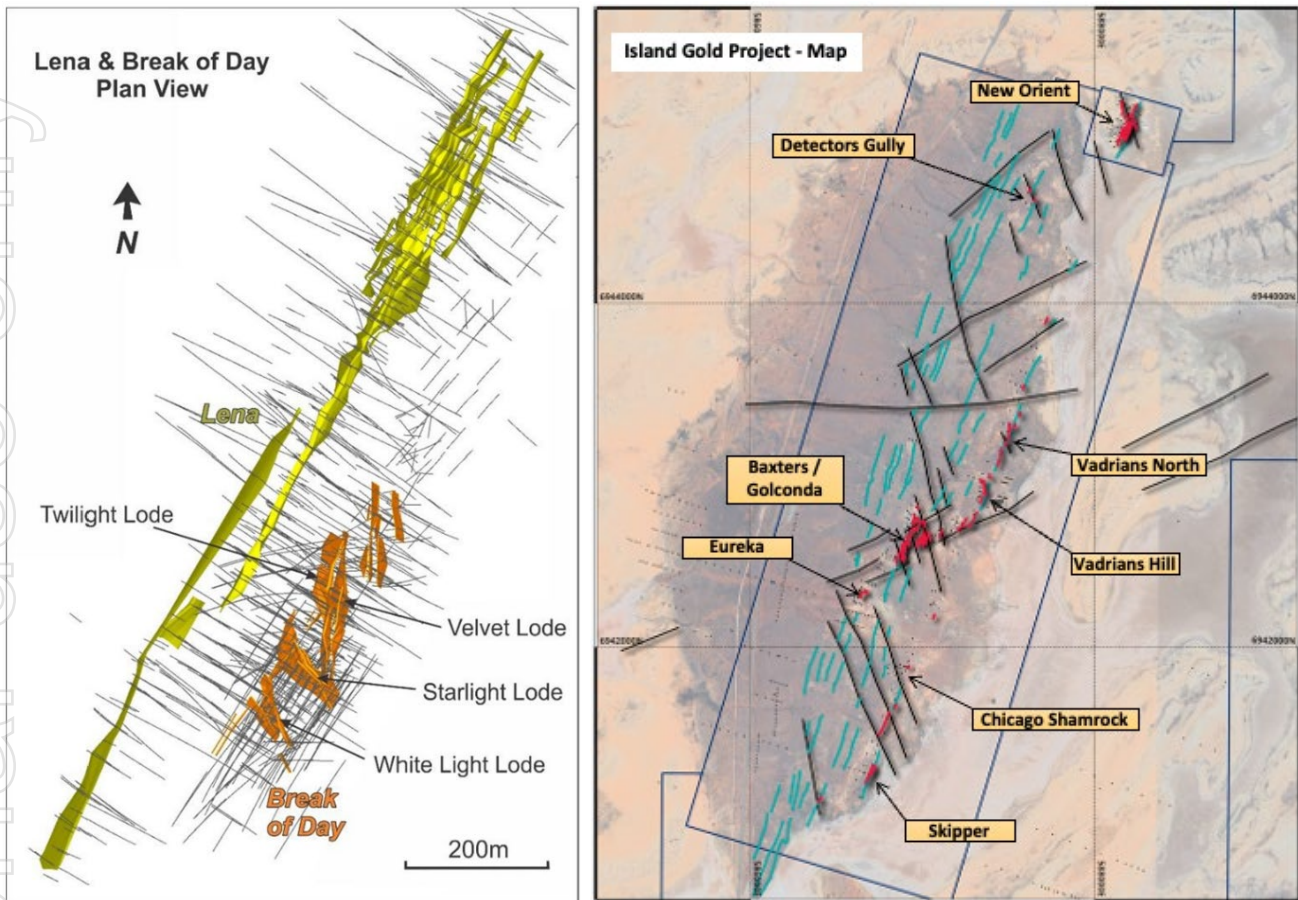 Lena & Break of Day
Plan View
N
Lena
Twilight Lode
Velvet Lode
Starlight Lode
White Light Lode
Break
of Day
200m
Island Gold Project - Map
New Orient
Detectors Gully
6944000N
6944000N
Vadrians North
Baxters /
Golconda
Eureka
Vadrians Hill
6942000N
6942000N
Chicago Shamrock
Skipper